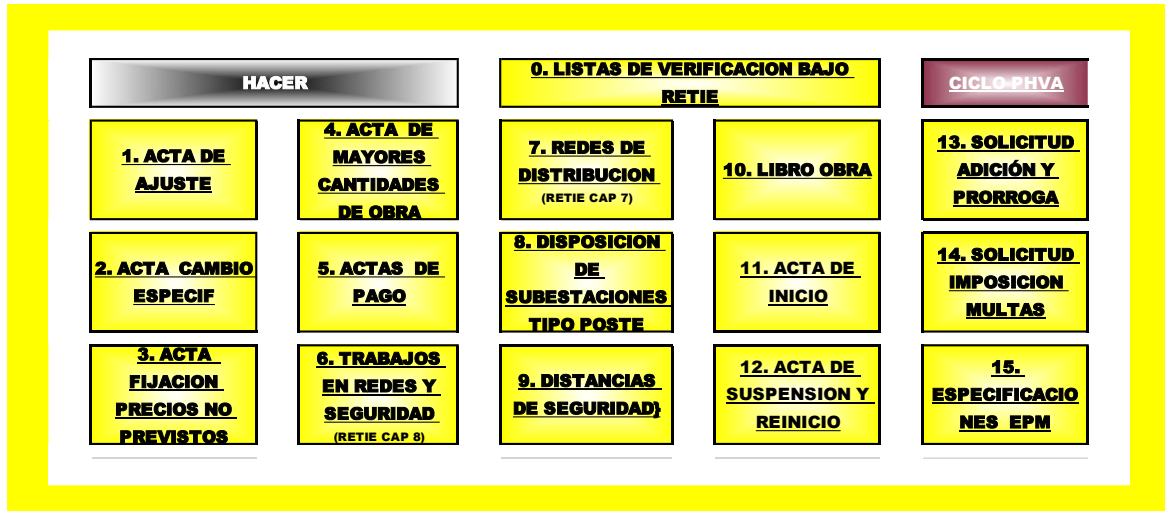 HACER
0. LISTAS DE VERIFICACION BAJO
RETIE
CICLO PHVA
1. ACTA DE
AJUSTE
4. ACTA DE
MAYORES
CANTIDADES
DE OBRA
7. REDES DE
DISTRIBUCION
(RETIE CAP 7)
10. LIBRO OBRA
13. SOLICITUD
ADICIÓN Y
PRORROGA
2. ACTA CAMBIO
ESPECIF
5. ACTAS DE
PAGO
8. DISPOSICION
DE
SUBESTACIONES
TIPO POSTE
11. ACTA DE
INICIO
14. SOLICITUD
IMPOSICION
MULTAS
3. ACTA
FIJACION
PRECIOS NO
PREVISTOS
6. TRABAJOS
EN REDES Y
SEGURIDAD
(RETIE CAP 8)
9. DISTANCIAS
DE SEGURIDAD}
12. ACTA DE
SUSPENSION Y
REINICIO
15.
ESPECIFICACIO
NES EPM